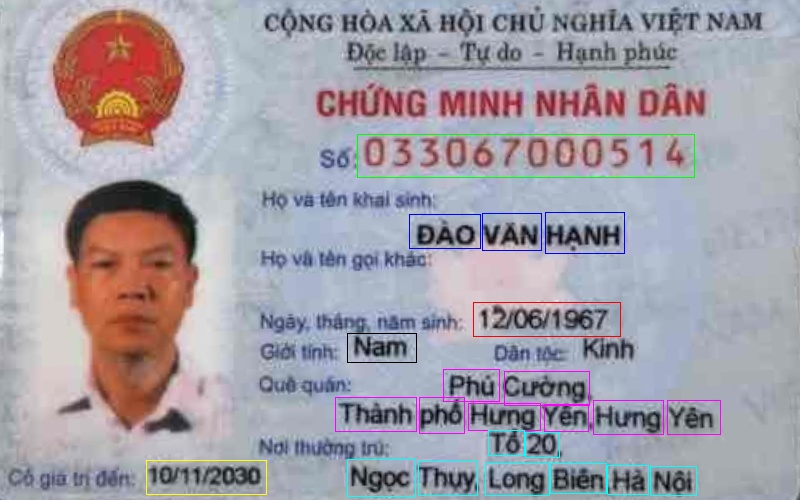 CỘNG HÒA XÃ HỘI CHỦ NGHĨA VIỆT NAM
Độc lập - Tự do - Hạnh phúc
CHỨNG MINH NHÂN DÂN
Số: 033067000514
Họ và tên khai sinh:
ĐÀO VĂN HẠNH
Họ và tên gọi khác:
Ngày, tháng, năm sinh: 12/06/1967
Giới tính: Nam Dân tộc: Kinh
Quê quán: Phú Cường,
Thành phố Hưng Yên, Hưng Yên
Nơi thường trú: Tổ 20,
Có giá trị đến: 10/11/2030 Ngọc Thụy, Long Biên, Hà Nội